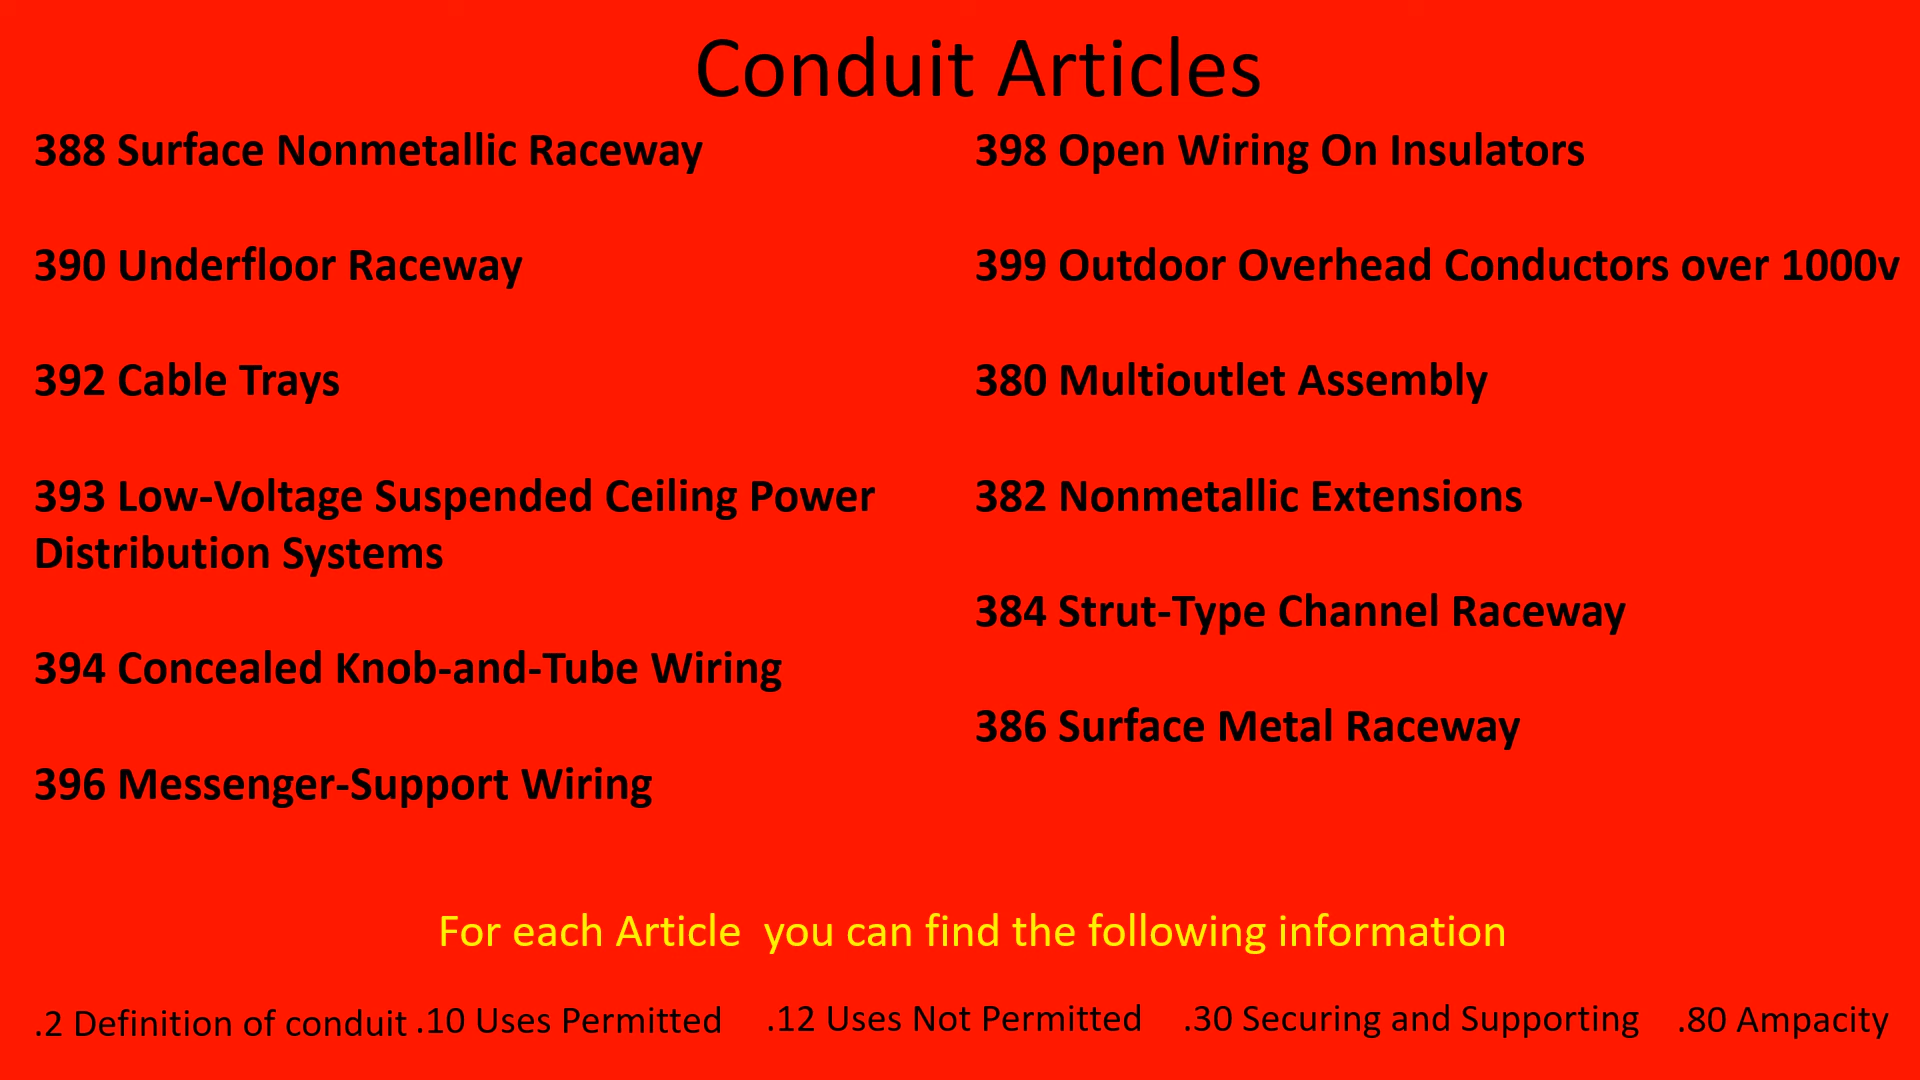 Conduit Articles
388 Surface Nonmetallic Raceway
390 Underfloor Raceway
392 Cable Trays
393 Low-Voltage Suspended Ceiling Power
Distribution Systems
394 Concealed Knob-and-Tube Wiring
396 Messenger-Support Wiring
398 Open Wiring On Insulators
399 Outdoor Overhead Conductors over 1000v
380 Multioutlet Assembly
382 Nonmetallic Extensions
384 Strut-Type Channel Raceway
386 Surface Metal Raceway
For each Article  you can find the following information
.2 Definition of conduit
.10 Uses Permitted
.12 Uses Not Permitted
.30 Securing and Supporting
.80 Ampacity